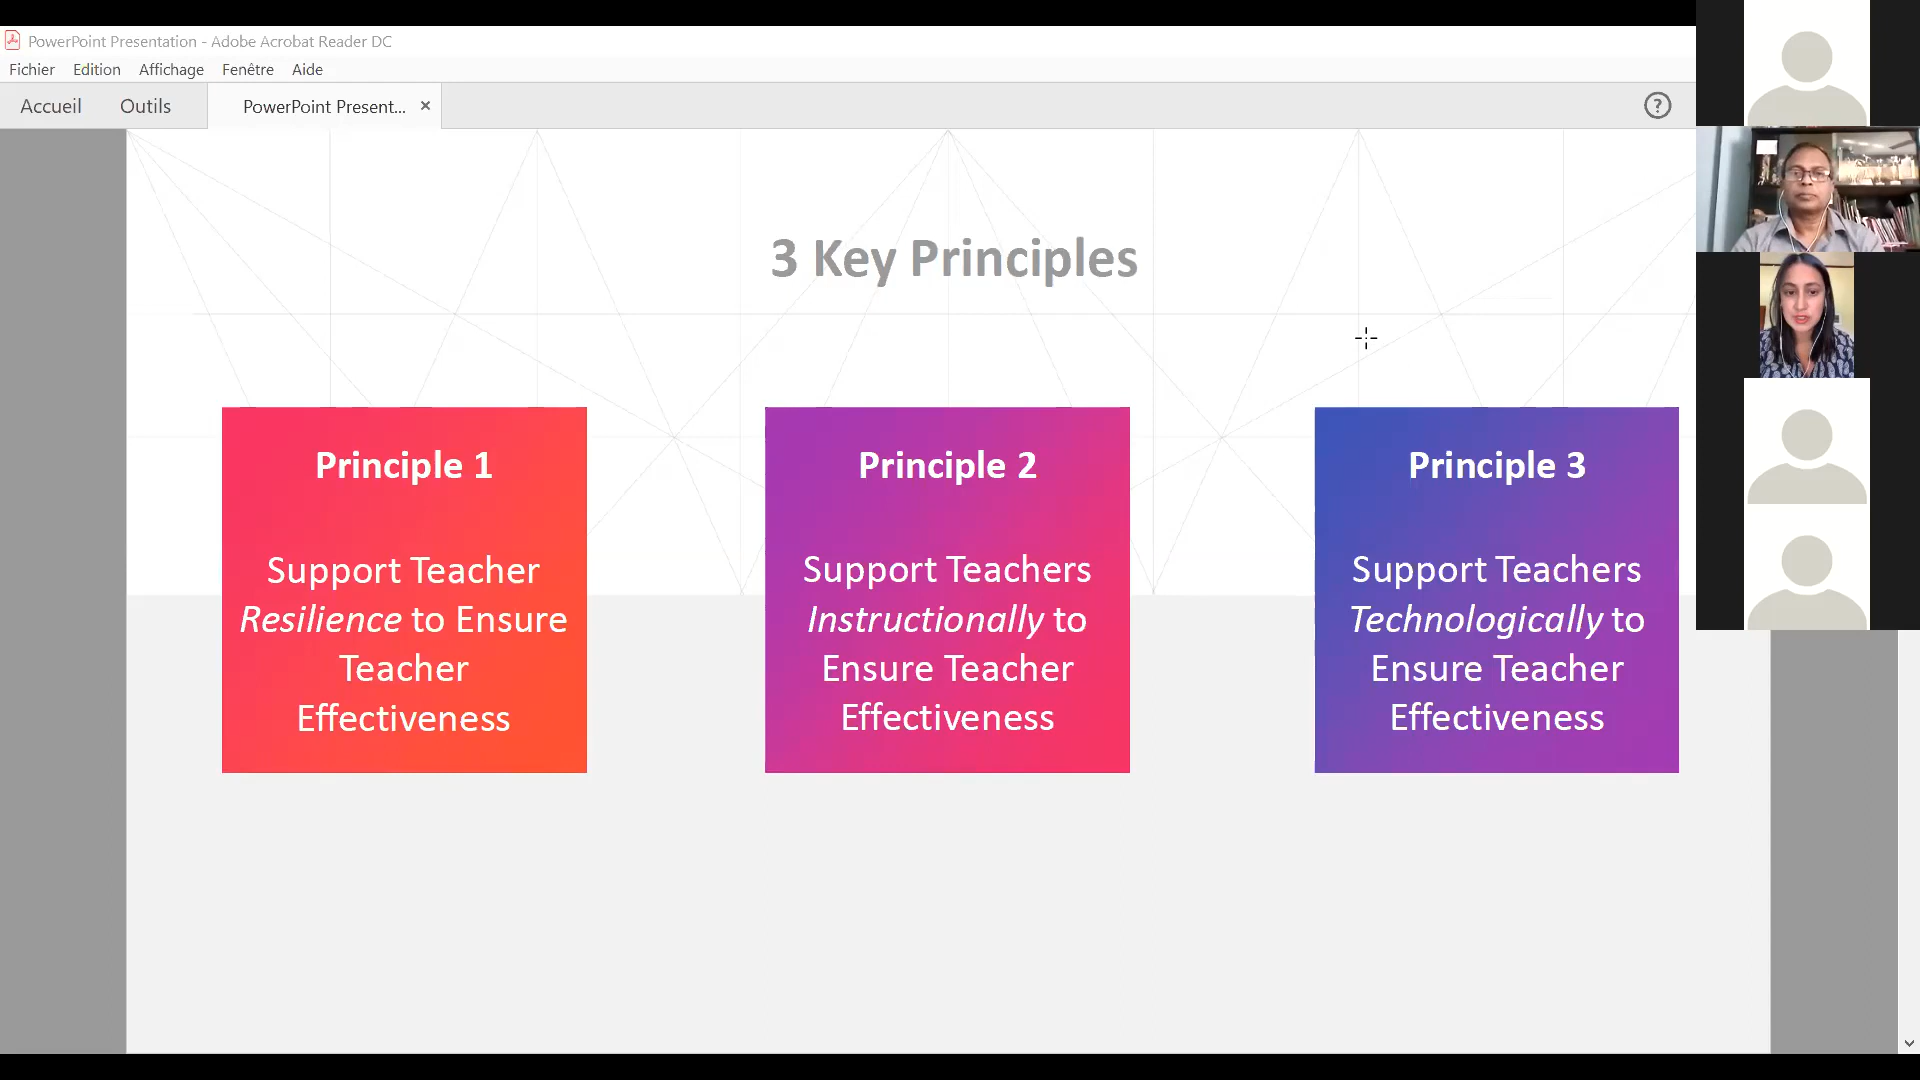 PowerPoint Presentation - Adobe Acrobat Reader DC
Fichier Edition Affichage Fenêtre Aide
Accueil Outils PowerPoint Present... ✕ ?
3 Key Principles
Principle 1
Support Teacher
Resilience to Ensure
Teacher
Effectiveness
Principle 2
Support Teachers
Instructionally to
Ensure Teacher
Effectiveness
Principle 3
Support Teachers
Technologically to
Ensure Teacher
Effectiveness